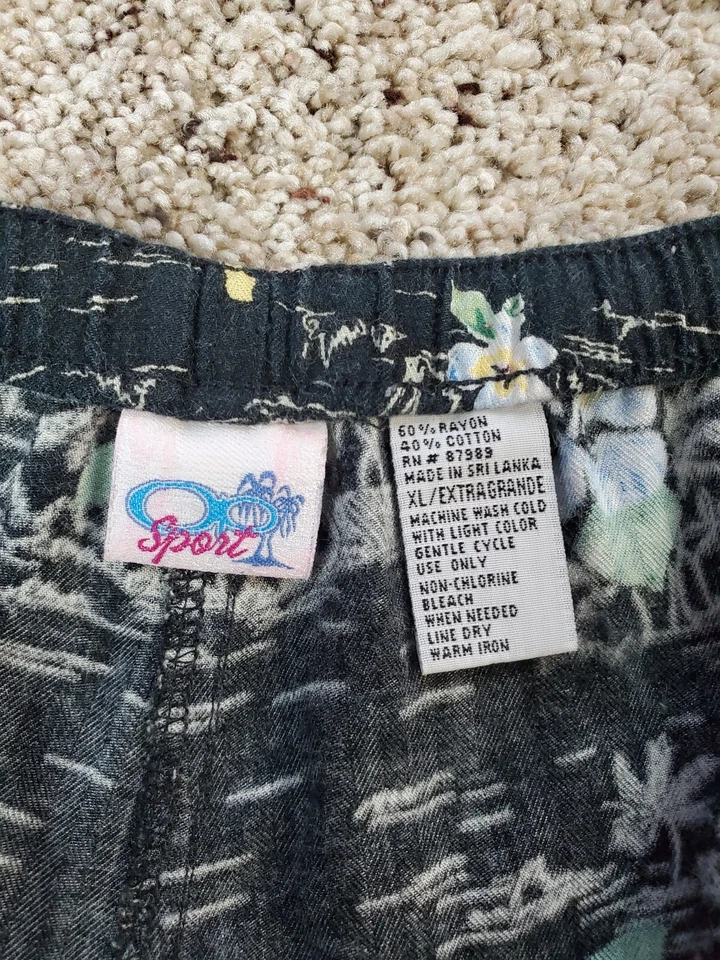 OP
Sport
60% RAYON
40% COTTON
RN # 87989
MADE IN SRI LANKA
XL/EXTRAGRANDE
MACHINE WASH COLD
WITH LIGHT COLOR
GENTLE CYCLE
USE ONLY
NON-CHLORINE
BLEACH
WHEN NEEDED
LINE DRY
WARM IRON